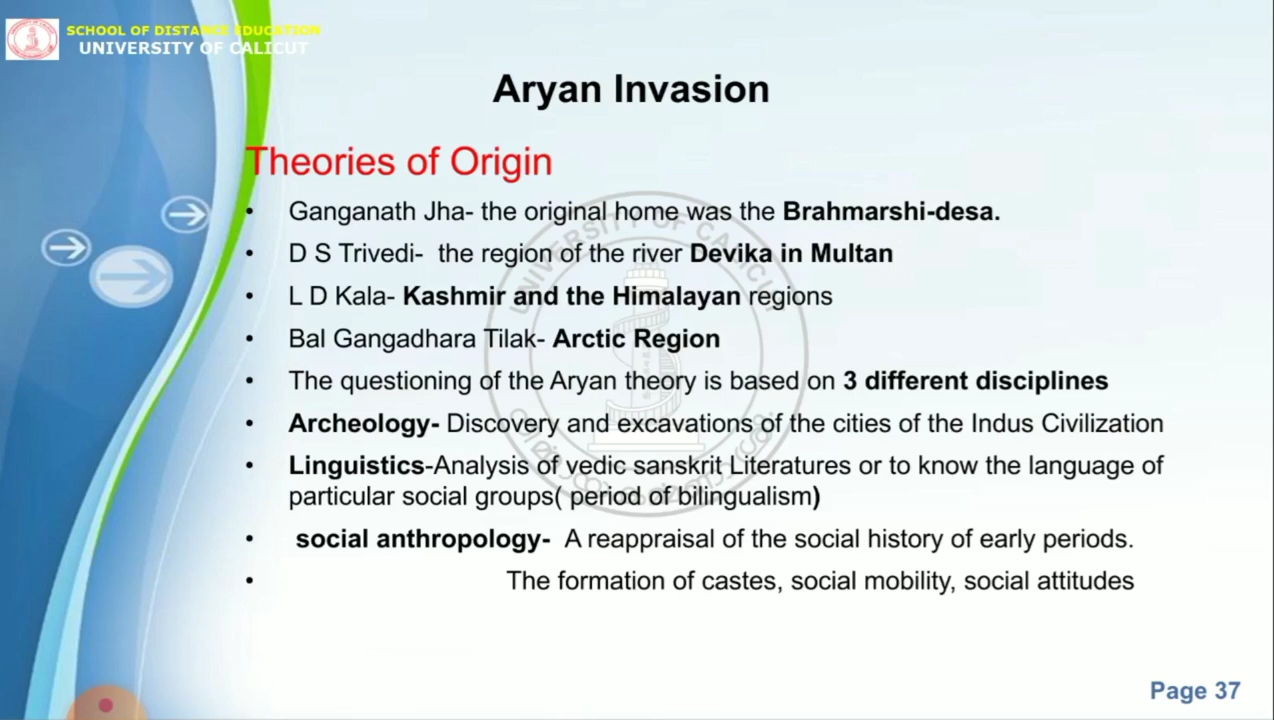 SCHOOL OF DISTANCE EDUCATION
UNIVERSITY OF CALICUT
Aryan Invasion
Theories of Origin
• Ganganath Jha- the original home was the Brahmarshi-desa.
• D S Trivedi- the region of the river Devika in Multan
• L D Kala- Kashmir and the Himalayan regions
• Bal Gangadhara Tilak- Arctic Region
• The questioning of the Aryan theory is based on 3 different disciplines
• Archeology- Discovery and excavations of the cities of the Indus Civilization
• Linguistics-Analysis of vedic sanskrit Literatures or to know the language of
particular social groups( period of bilingualism)
• social anthropology- A reappraisal of the social history of early periods.
• The formation of castes, social mobility, social attitudes
UNIVERSITY OF CALICUT
Page 37